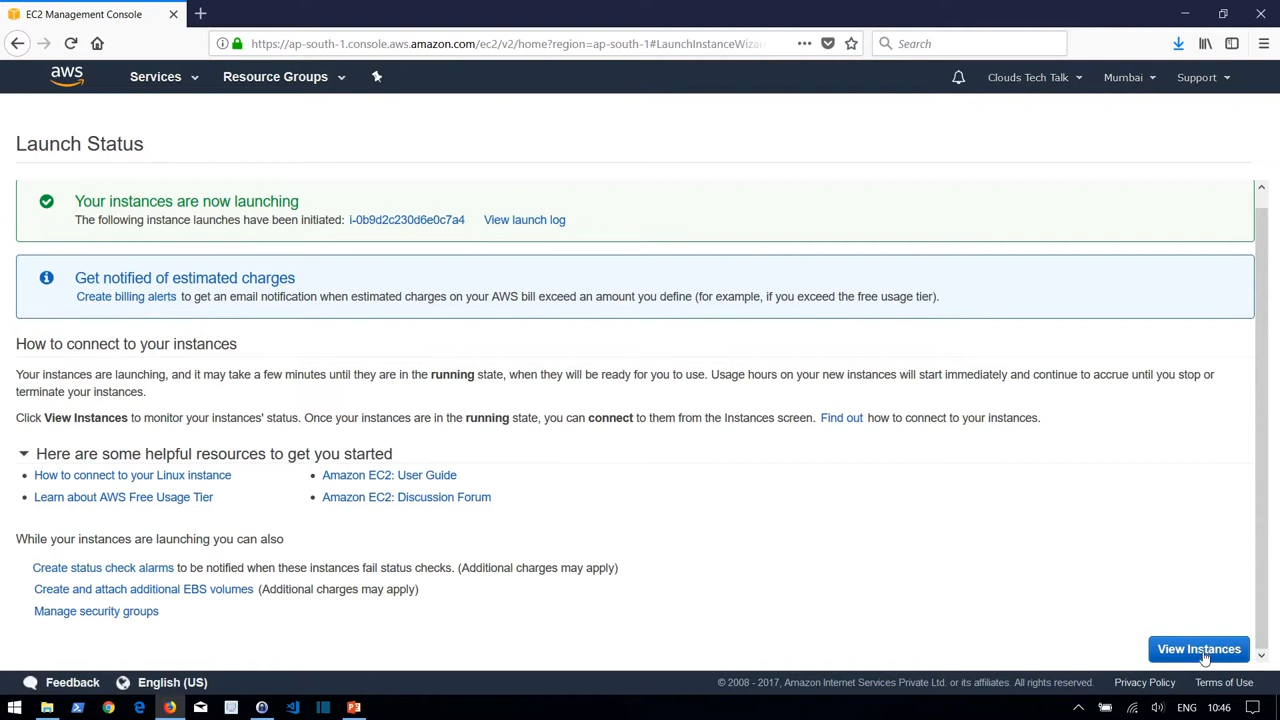 EC2 Management Console
https://ap-south-1.console.aws.amazon.com/ec2/v2/home?region=ap-south-1#LaunchInstanceWiza
Search
aws
Services
Resource Groups
Clouds Tech Talk
Mumbai
Support
Launch Status
Your instances are now launching
The following instance launches have been initiated: i-0b9d2c230d6e0c7a4 View launch log
Get notified of estimated charges
Create billing alerts to get an email notification when estimated charges on your AWS bill exceed an amount you define (for example, if you exceed the free usage tier).
How to connect to your instances
Your instances are launching, and it may take a few minutes until they are in the running state, when they will be ready for you to use. Usage hours on your new instances will start immediately and continue to accrue until you stop or
terminate your instances.
Click View Instances to monitor your instances' status. Once your instances are in the running state, you can connect to them from the Instances screen. Find out how to connect to your instances.
Here are some helpful resources to get you started
• How to connect to your Linux instance
• Amazon EC2: User Guide
• Learn about AWS Free Usage Tier
• Amazon EC2: Discussion Forum
While your instances are launching you can also
Create status check alarms to be notified when these instances fail status checks. (Additional charges may apply)
Create and attach additional EBS volumes (Additional charges may apply)
Manage security groups
View Instances
Feedback
English (US)
© 2008 - 2017, Amazon Internet Services Private Ltd. or its affiliates. All rights reserved.
Privacy Policy
Terms of Use
ENG
10:46